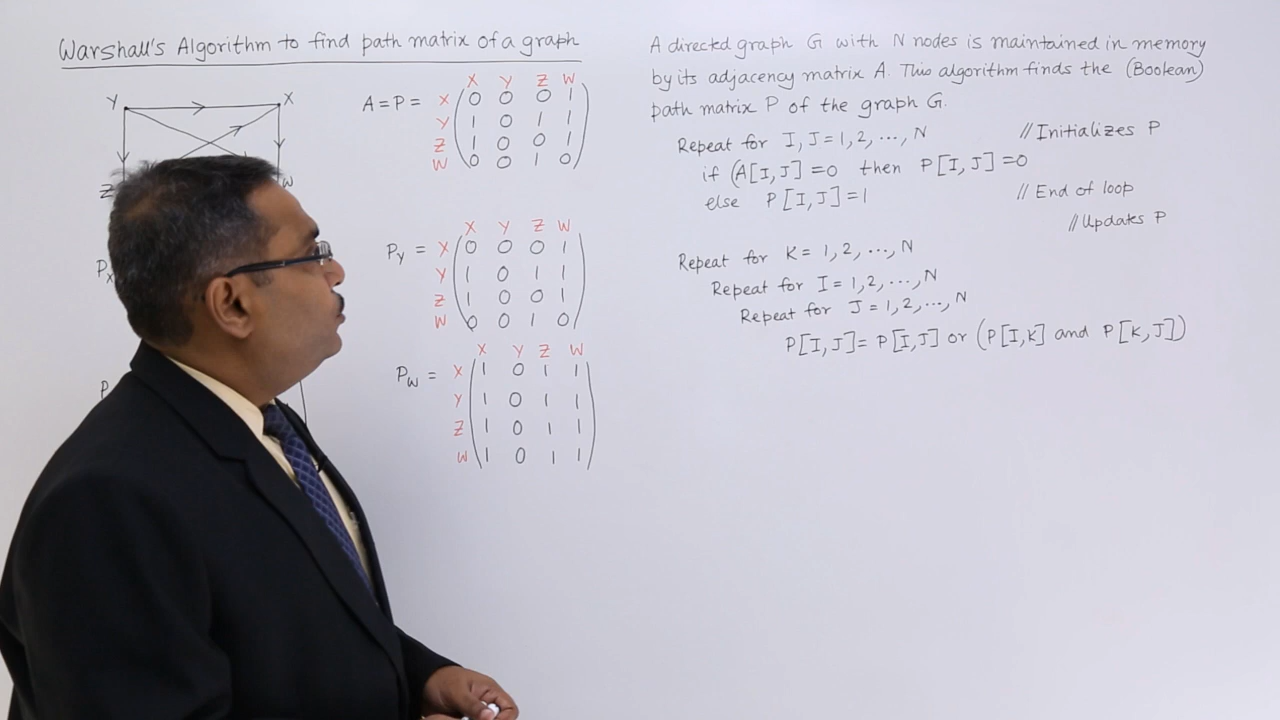 Warshall's Algorithm to find path matrix of a graph
Y X
Z W
P
P
X Y Z W
A=P= X 0 0 0 1
Y 1 0 1 1
Z 1 0 0 1
W 0 0 1 0
X Y Z W
P_Y = X 0 0 0 1
Y 1 0 1 1
Z 1 0 0 1
W 0 0 1 0
X Y Z W
P_W = X 1 0 1 1
Y 1 0 1 1
Z 1 0 1 1
W 1 0 1 1
A directed graph G with N nodes is maintained in memory
by its adjacency matrix A. This algorithm finds the (Boolean)
path matrix P of the graph G.
Repeat for I, J = 1, 2, ..., N //Initializes P
if (A[I, J] = 0 then P[I, J] = 0
else P[I, J] = 1 // End of loop
//Updates P
Repeat for K = 1, 2, ..., N
Repeat for I = 1, 2, ..., N
Repeat for J = 1, 2, ..., N
P[I, J] = P[I, J] or (P[I, K] and P[K, J])